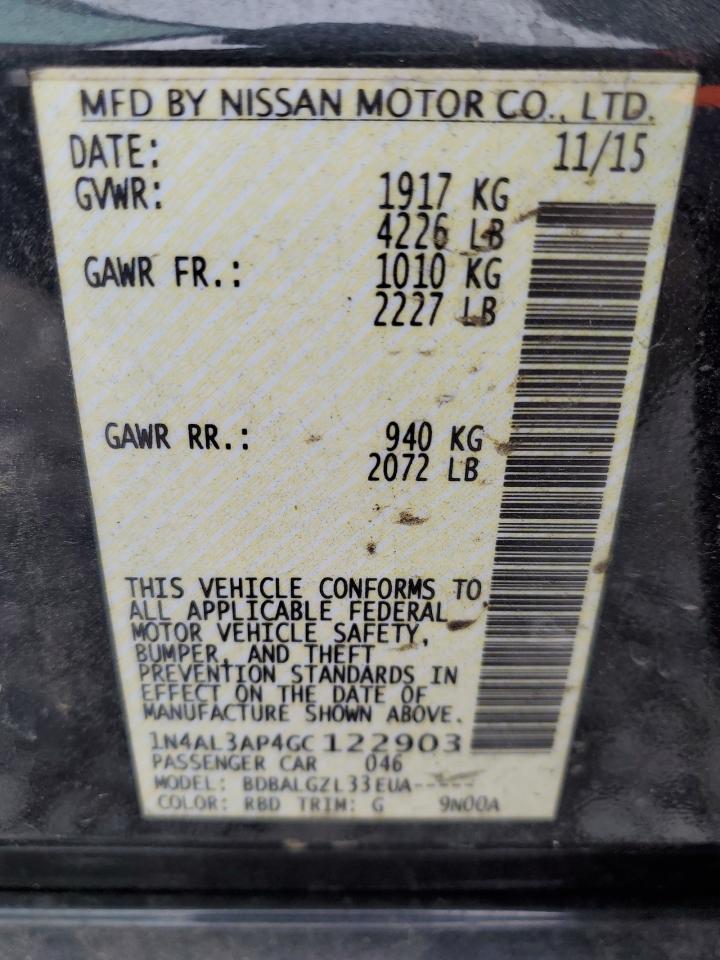 MFD BY NISSAN MOTOR CO., LTD.
DATE: 11/15
GVWR: 1917 KG
4226 LB
GAWR FR.: 1010 KG
2227 LB
GAWR RR.: 940 KG
2072 LB
THIS VEHICLE CONFORMS TO
ALL APPLICABLE FEDERAL
MOTOR VEHICLE SAFETY,
BUMPER, AND THEFT
PREVENTION STANDARDS IN
EFFECT ON THE DATE OF
MANUFACTURE SHOWN ABOVE.
1N4AL3AP4GC122903
PASSENGER CAR 046
MODEL: BDBALGZL33EUA-----
COLOR: RBD TRIM: G 9N00A